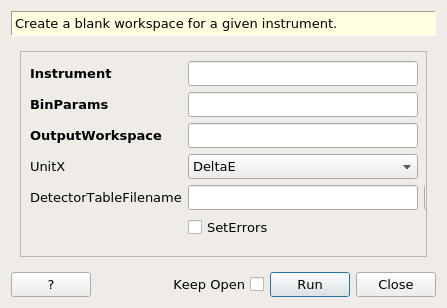 Create a blank workspace for a given instrument.
Instrument
BinParams
OutputWorkspace
UnitX DeltaE
DetectorTableFilename
SetErrors
? Keep Open Run Close